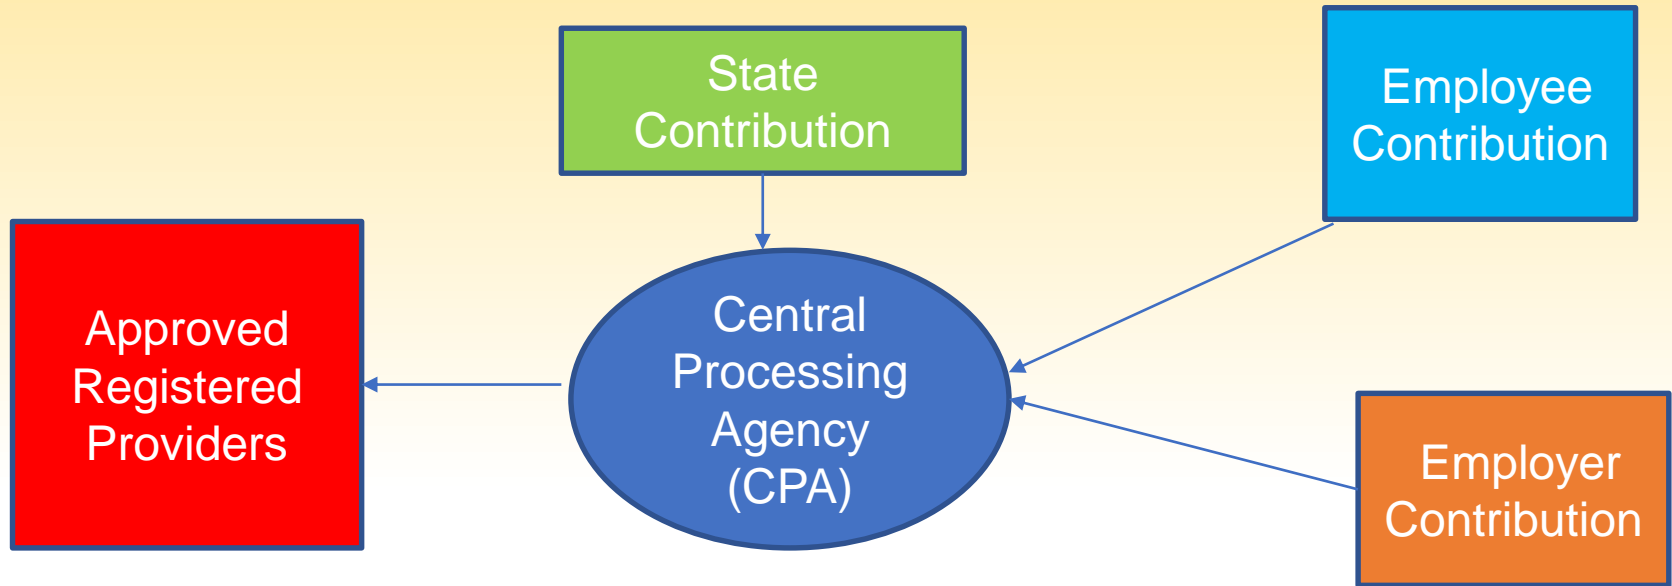 State
Contribution
Employee
Contribution
Approved
Registered
Providers
Central
Processing
Agency
(CPA)
Employer
Contribution